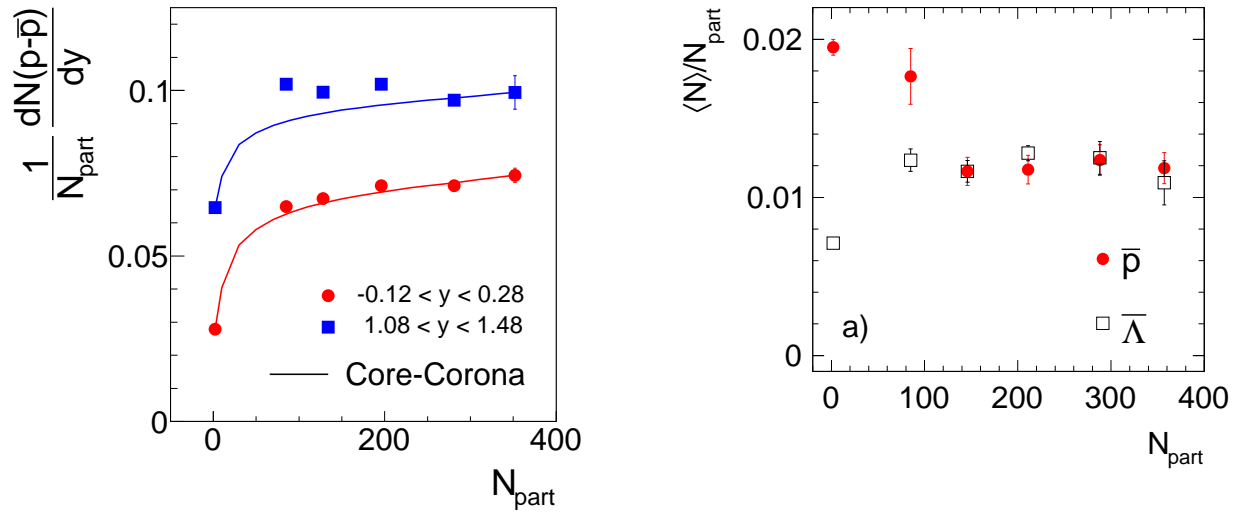 1/N_part dN(p-p̅)/dy
0.1
0.05
0
-0.12 < y < 0.28
1.08 < y < 1.48
Core-Corona
0 200 400
N_part
⟨N⟩/N_part
0.02
0.01
0
p̅
a)
Λ̅
0 100 200 300 400
N_part